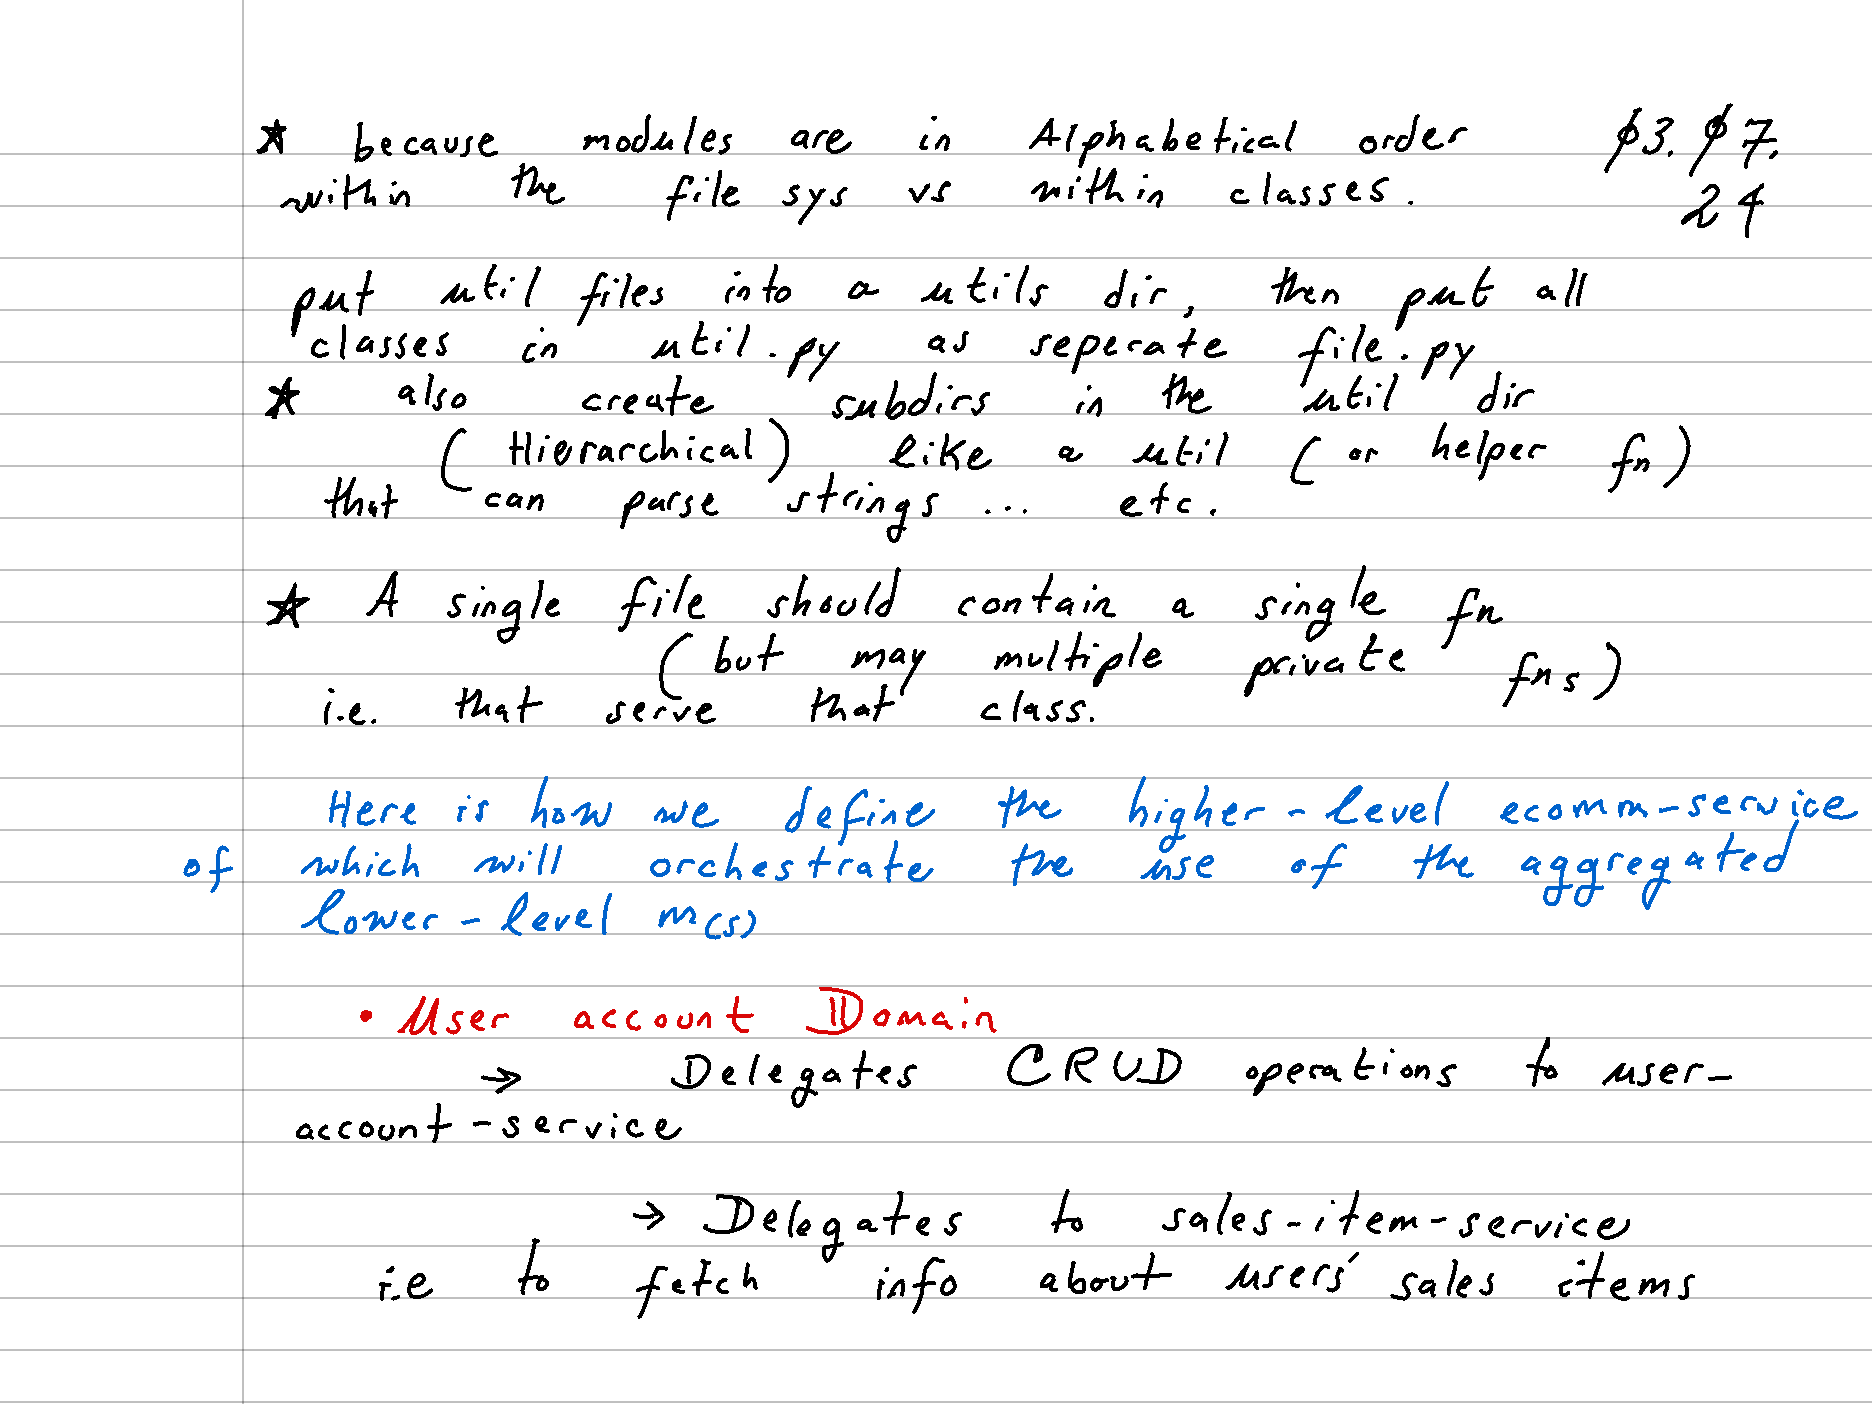 ★ because modules are in Alphabetical order 03.07.
within the file sys vs within classes. 24
put util files into a utils dir, then put all
classes in util.py as seperate file.py
★ also create subdirs in the util dir
(Hierarchical) like a util (or helper fn)
that can parse strings ... etc.
★ A single file should contain a single fn
(but may multiple private fns)
i.e. that serve that class.
Here is how we define the higher-level ecomm-service
of which will orchestrate the use of the aggregated
lower-level m(s)
• User account Domain
→ Delegates CRUD operations to user-
account-service
→ Delegates to sales-item-service
i.e to fetch info about users' sales items